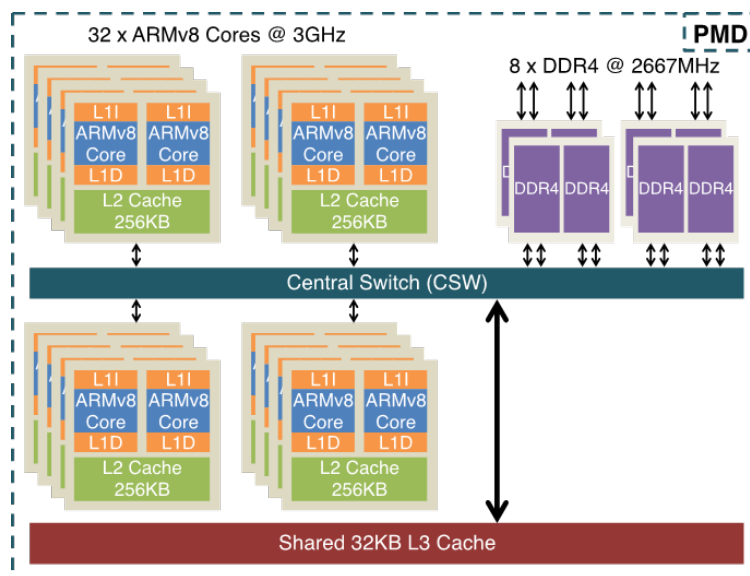 32 x ARMv8 Cores @ 3GHz
PMD
8 x DDR4 @ 2667MHz
L1I L1I
ARMv8 ARMv8
Core Core
L1D L1D
L2 Cache
256KB
L1I L1I
ARMv8 ARMv8
Core Core
L1D L1D
L2 Cache
256KB
DDR4 DDR4
DDR4 DDR4
Central Switch (CSW)
L1I L1I
ARMv8 ARMv8
Core Core
L1D L1D
L2 Cache
256KB
L1I L1I
ARMv8 ARMv8
Core Core
L1D L1D
L2 Cache
256KB
Shared 32KB L3 Cache